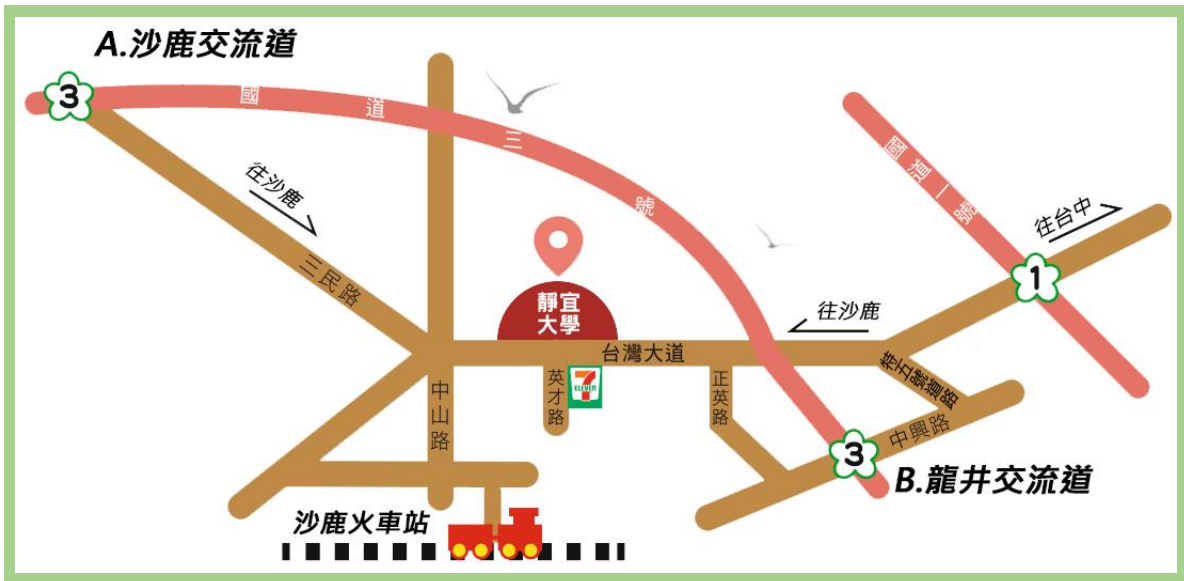 A.沙鹿交流道
3
國道三號
國道一號
往沙鹿
往台中
1
三民路
靜宜
大學
往沙鹿
台灣大道
中山路
英才路
7
ELEVEN
正英路
特五號道路
中興路
3
B.龍井交流道
沙鹿火車站